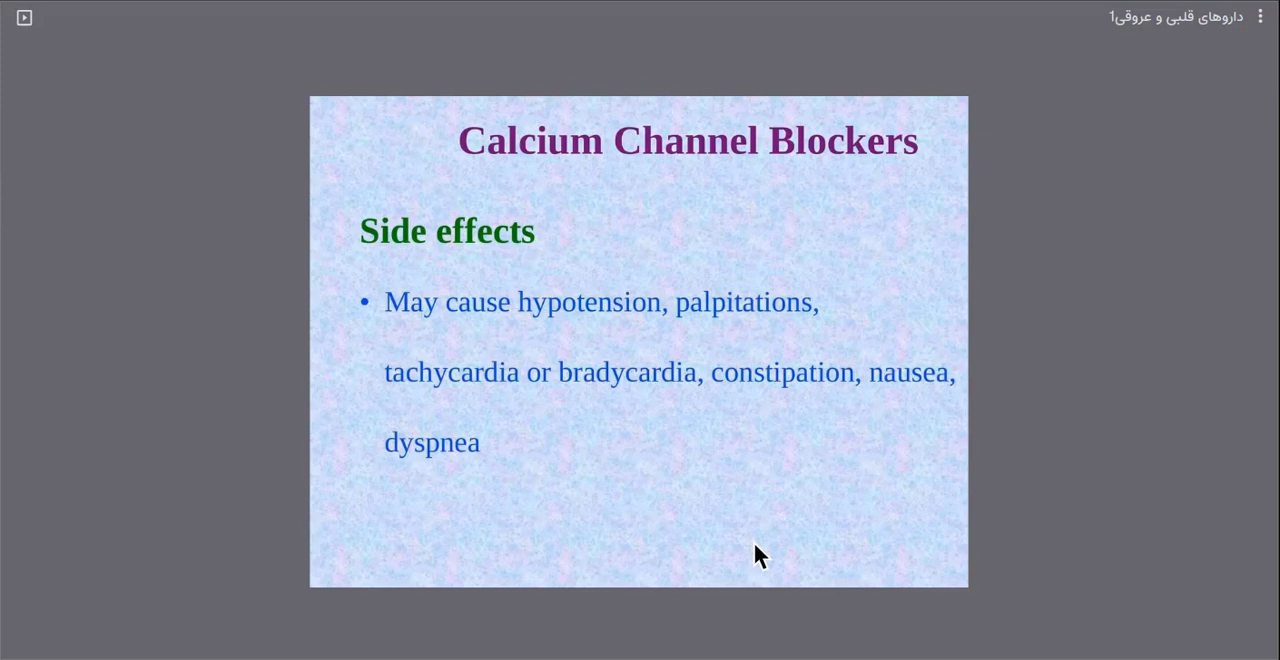 داروهای قلبی و عروقی1
Calcium Channel Blockers
Side effects
• May cause hypotension, palpitations,
tachycardia or bradycardia, constipation, nausea,
dyspnea